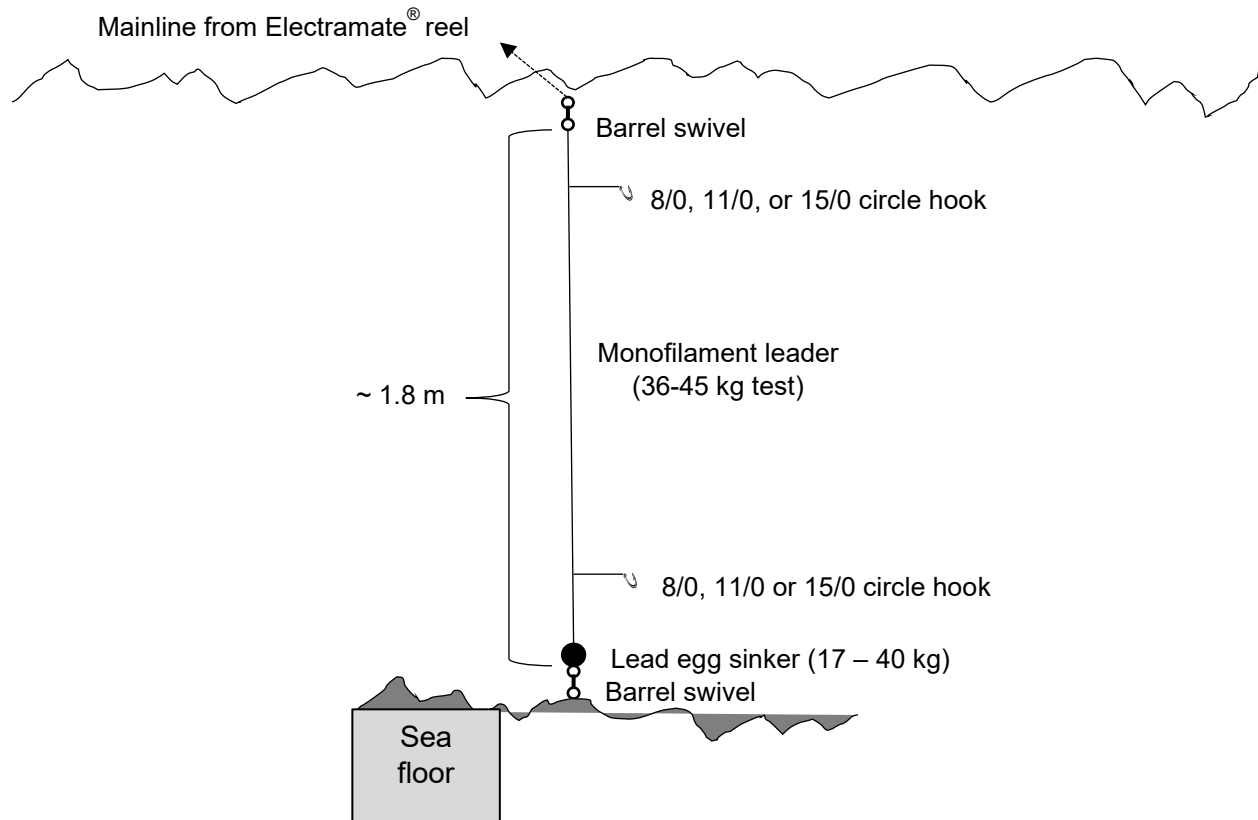 Mainline from Electramate® reel
Barrel swivel
8/0, 11/0, or 15/0 circle hook
Monofilament leader
(36-45 kg test)
~ 1.8 m
8/0, 11/0 or 15/0 circle hook
Lead egg sinker (17 – 40 kg)
Barrel swivel
Sea
floor